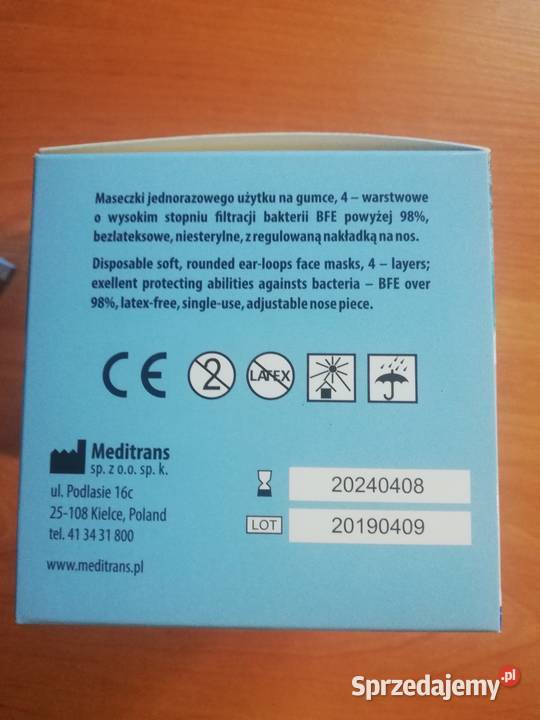 Maseczki jednorazowego użytku na gumce, 4 – warstwowe
o wysokim stopniu filtracji bakterii BFE powyżej 98%,
bezlateksowe, niesterylne, z regulowaną nakładką na nos.
Disposable soft, rounded ear-loops face masks, 4 – layers;
exellent protecting abilities againsts bacteria – BFE over
98%, latex-free, single-use, adjustable nose piece.
CE 2 LATEX
Meditrans
sp. z o.o. sp. k.
ul. Podlasie 16c
25-108 Kielce, Poland
tel. 41 34 31 800
www.meditrans.pl
20240408
LOT 20190409
Sprzedajemy.pl